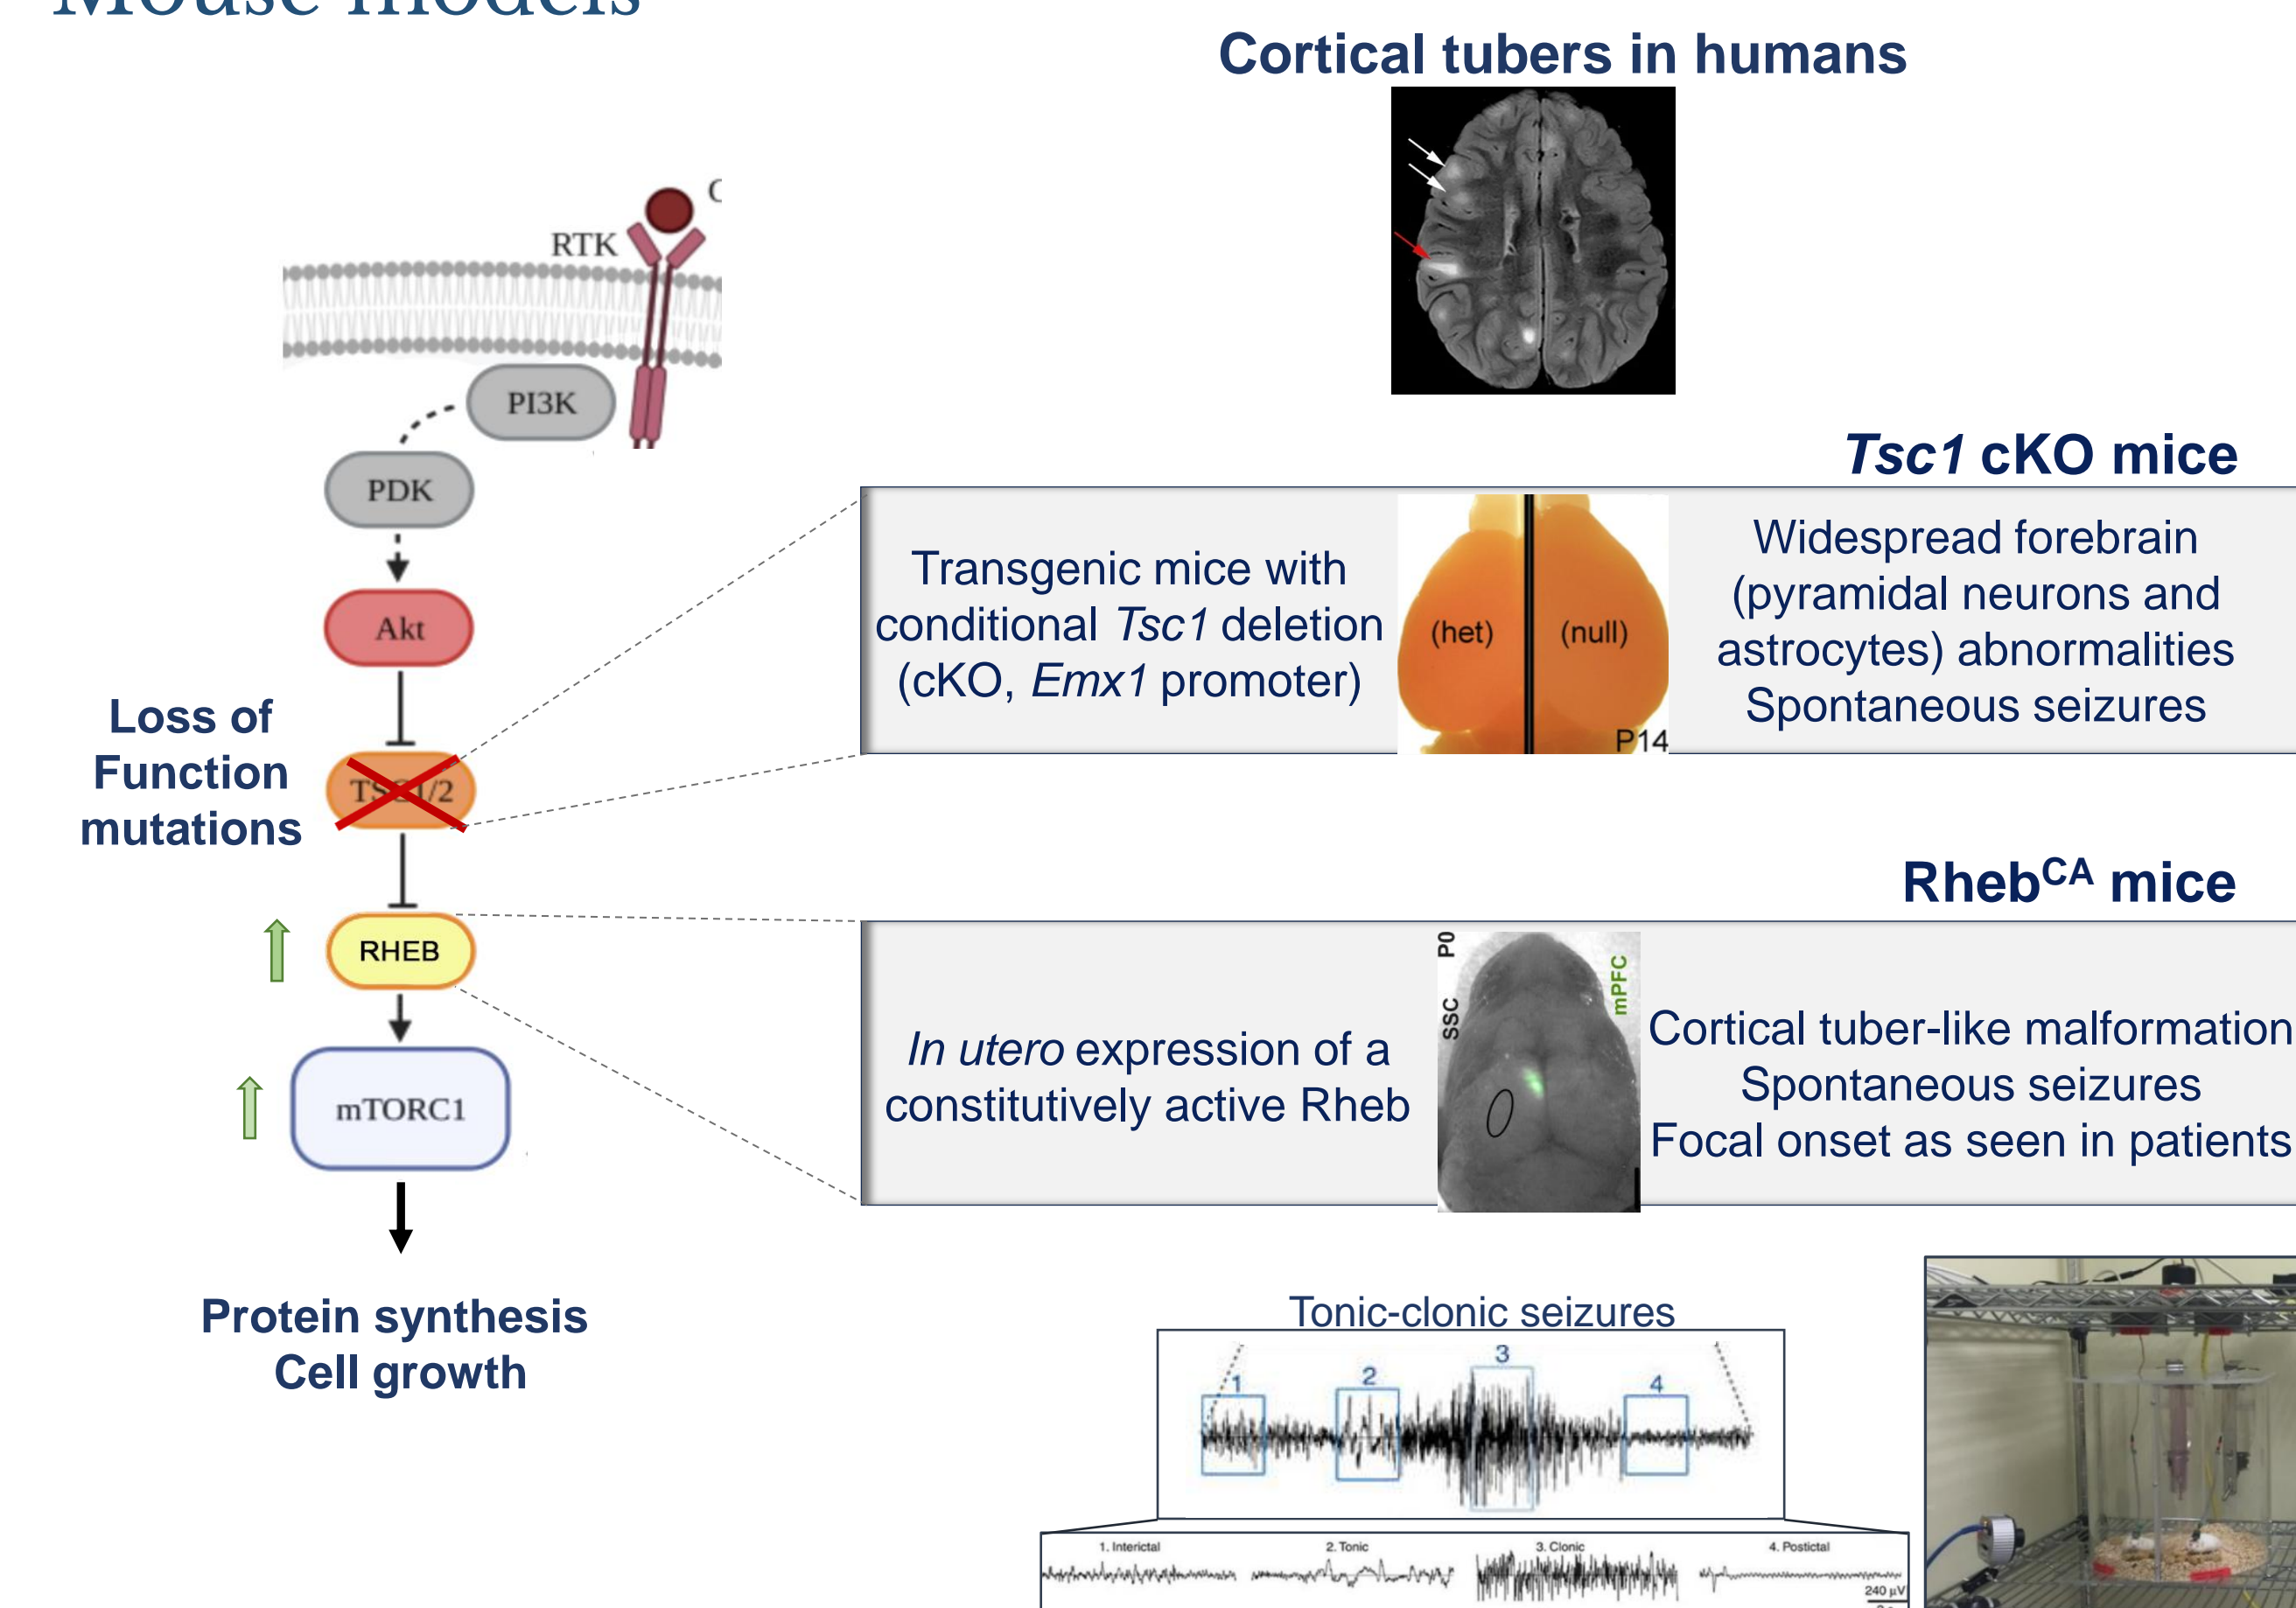 Mouse models
Cortical tubers in humans
RTK
PI3K
PDK
Akt
Loss of
Function
mutations
TSC1/2
RHEB
mTORC1
Protein synthesis
Cell growth
Tsc1 cKO mice
Transgenic mice with
conditional Tsc1 deletion
(cKO, Emx1 promoter)
(het)
(null)
P14
Widespread forebrain
(pyramidal neurons and
astrocytes) abnormalities
Spontaneous seizures
RhebCA mice
In utero expression of a
constitutively active Rheb
P0
SSC
mPFC
Cortical tuber-like malformation
Spontaneous seizures
Focal onset as seen in patients
Tonic-clonic seizures
1
2
3
4
1. Interictal
2. Tonic
3. Clonic
4. Postictal
240 µV